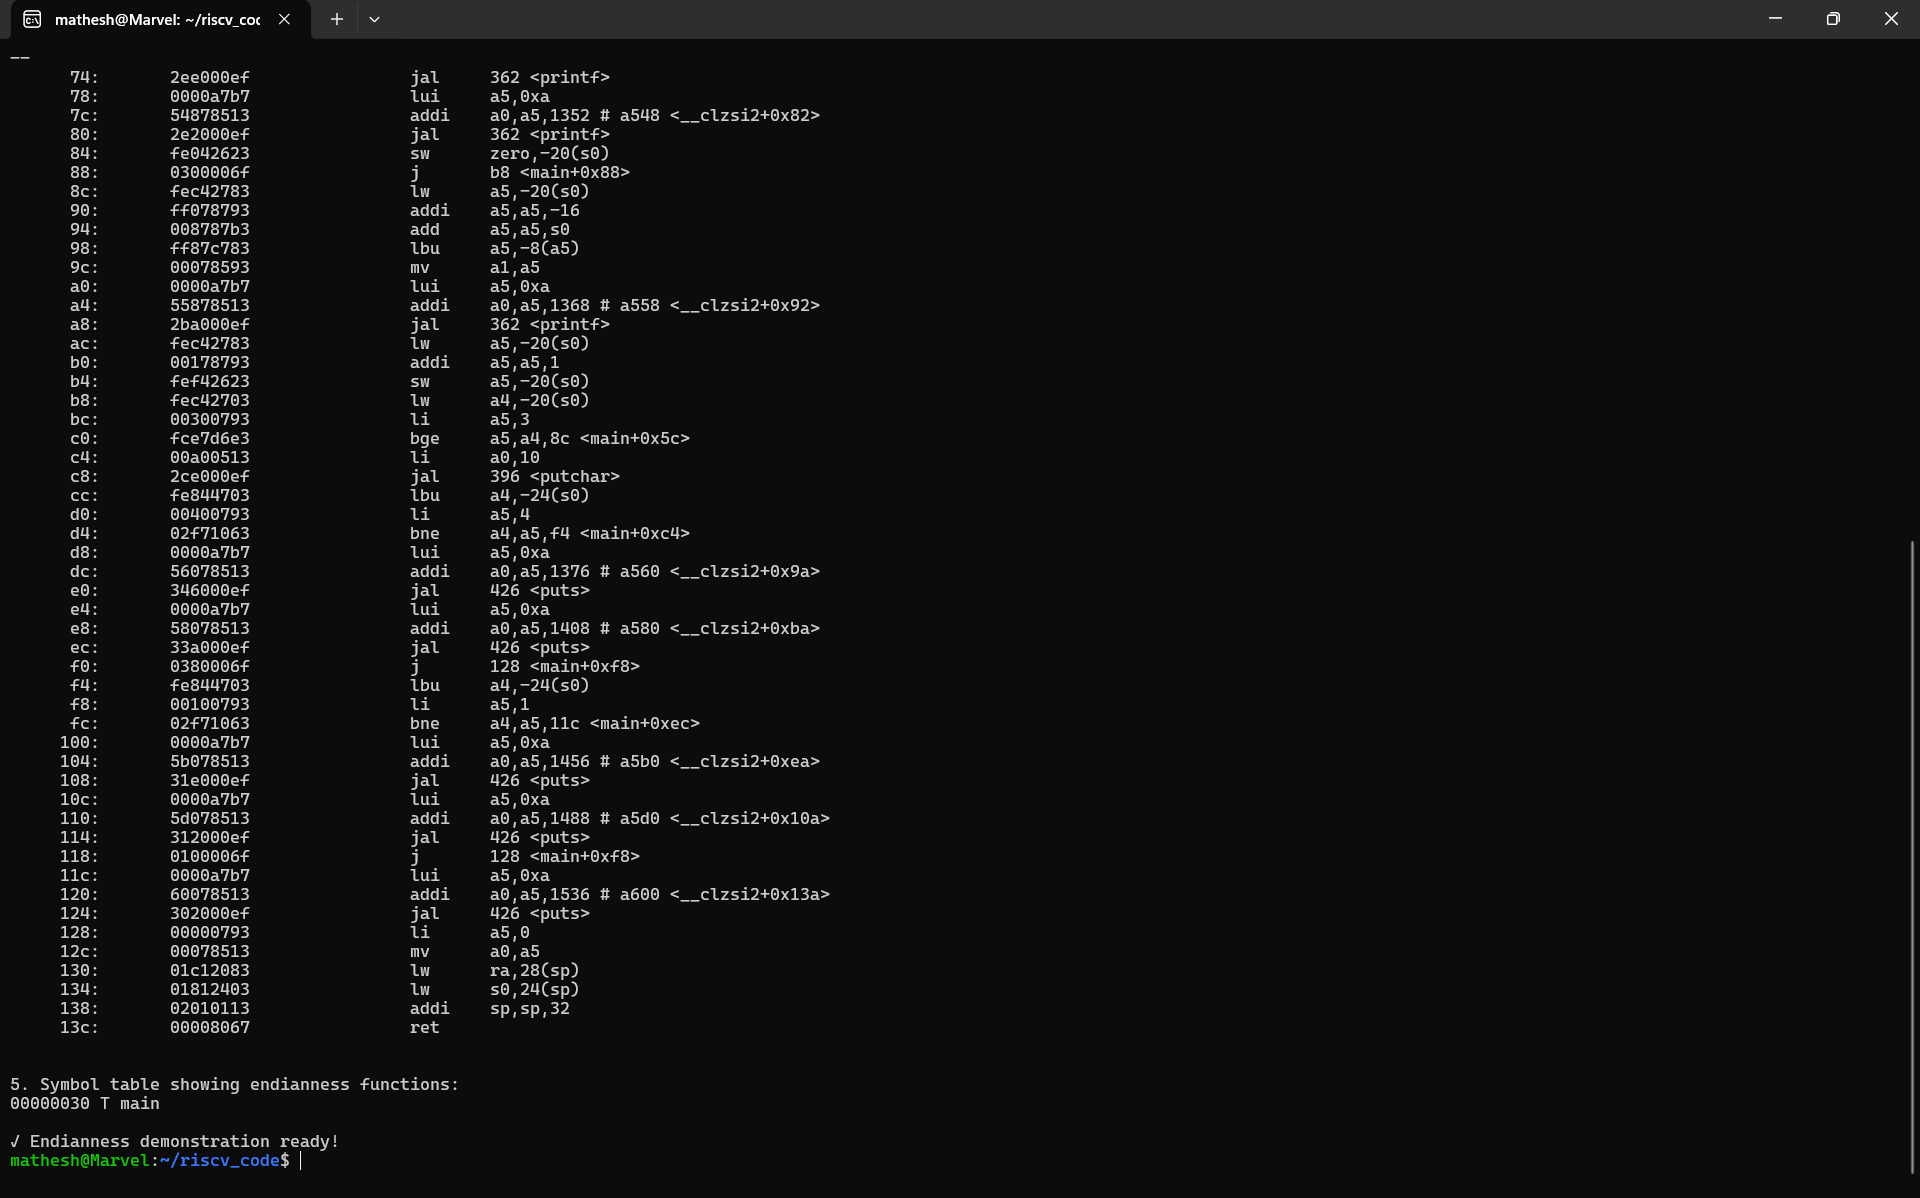 mathesh@Marvel: ~/riscv_coc
--
74: 2ee000ef jal 362 <printf>
78: 0000a7b7 lui a5,0xa
7c: 54878513 addi a0,a5,1352 # a548 <__clzsi2+0x82>
80: 2e2000ef jal 362 <printf>
84: fe042623 sw zero,-20(s0)
88: 0300006f j b8 <main+0x88>
8c: fec42783 lw a5,-20(s0)
90: ff078793 addi a5,a5,-16
94: 008787b3 add a5,a5,s0
98: ff87c783 lbu a5,-8(a5)
9c: 00078593 mv a1,a5
a0: 0000a7b7 lui a5,0xa
a4: 55878513 addi a0,a5,1368 # a558 <__clzsi2+0x92>
a8: 2ba000ef jal 362 <printf>
ac: fec42783 lw a5,-20(s0)
b0: 00178793 addi a5,a5,1
b4: fef42623 sw a5,-20(s0)
b8: fec42703 lw a4,-20(s0)
bc: 00300793 li a5,3
c0: fce7d6e3 bge a5,a4,8c <main+0x5c>
c4: 00a00513 li a0,10
c8: 2ce000ef jal 396 <putchar>
cc: fe844703 lbu a4,-24(s0)
d0: 00400793 li a5,4
d4: 02f71063 bne a4,a5,f4 <main+0xc4>
d8: 0000a7b7 lui a5,0xa
dc: 56078513 addi a0,a5,1376 # a560 <__clzsi2+0x9a>
e0: 346000ef jal 426 <puts>
e4: 0000a7b7 lui a5,0xa
e8: 58078513 addi a0,a5,1408 # a580 <__clzsi2+0xba>
ec: 33a000ef jal 426 <puts>
f0: 0380006f j 128 <main+0xf8>
f4: fe844703 lbu a4,-24(s0)
f8: 00100793 li a5,1
fc: 02f71063 bne a4,a5,11c <main+0xec>
100: 0000a7b7 lui a5,0xa
104: 5b078513 addi a0,a5,1456 # a5b0 <__clzsi2+0xea>
108: 31e000ef jal 426 <puts>
10c: 0000a7b7 lui a5,0xa
110: 5d078513 addi a0,a5,1488 # a5d0 <__clzsi2+0x10a>
114: 312000ef jal 426 <puts>
118: 0100006f j 128 <main+0xf8>
11c: 0000a7b7 lui a5,0xa
120: 60078513 addi a0,a5,1536 # a600 <__clzsi2+0x13a>
124: 302000ef jal 426 <puts>
128: 00000793 li a5,0
12c: 00078513 mv a0,a5
130: 01c12083 lw ra,28(sp)
134: 01812403 lw s0,24(sp)
138: 02010113 addi sp,sp,32
13c: 00008067 ret
5. Symbol table showing endianness functions:
00000030 T main
✓ Endianness demonstration ready!
mathesh@Marvel:~/riscv_code$